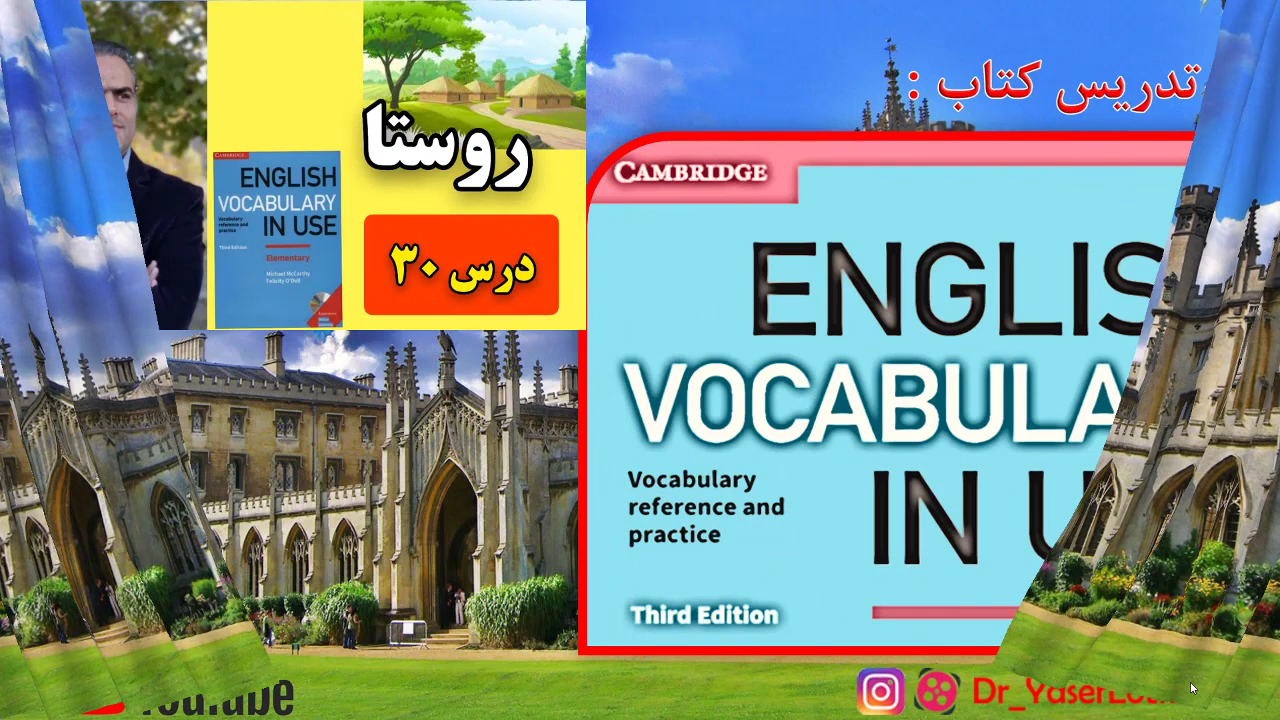 تدریس کتاب :
روستا
درس ۳۰
CAMBRIDGE
ENGLISH
VOCABULARY
IN USE
Vocabulary
reference and
practice
Third Edition
Elementary
Michael McCarthy
Felicity O'Dell
CAMBRIDGE
ENGLIS
VOCABULA
IN U
Vocabulary
reference and
practice
Third Edition
YouTube